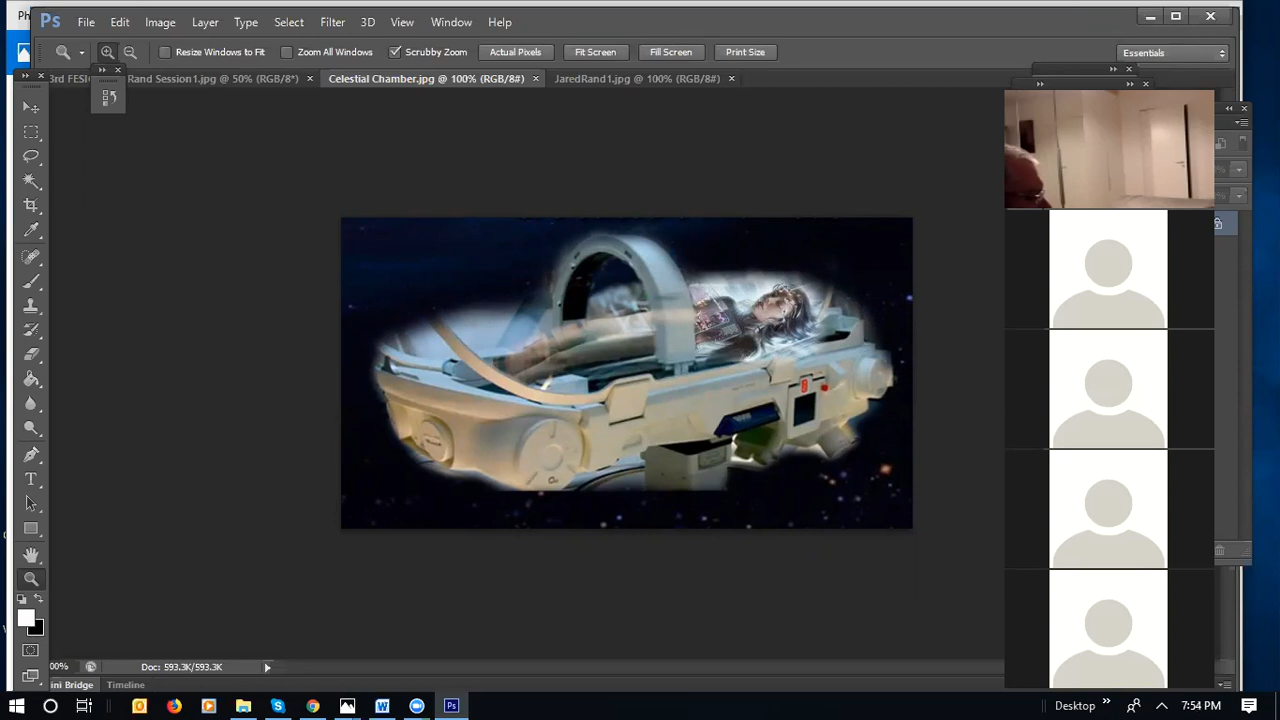 Ps File Edit Image Layer Type Select Filter 3D View Window Help
Resize Windows to Fit Zoom All Windows Scrubby Zoom Actual Pixels Fit Screen Fill Screen Print Size Essentials
Rand Session1.jpg @ 50% (RGB/8*) × Celestial Chamber.jpg @ 100% (RGB/8#) × JaredRand1.jpg @ 100% (RGB/8#) ×
00% Doc: 593.3K/593.3K
ini Bridge Timeline
Desktop 7:54 PM